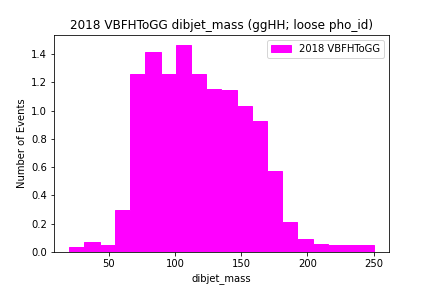 2018 VBFHToGG dibjet_mass (ggHH; loose pho_id)
2018 VBFHToGG
Number of Events
1.4
1.2
1.0
0.8
0.6
0.4
0.2
0.0
50 100 150 200 250
dibjet_mass